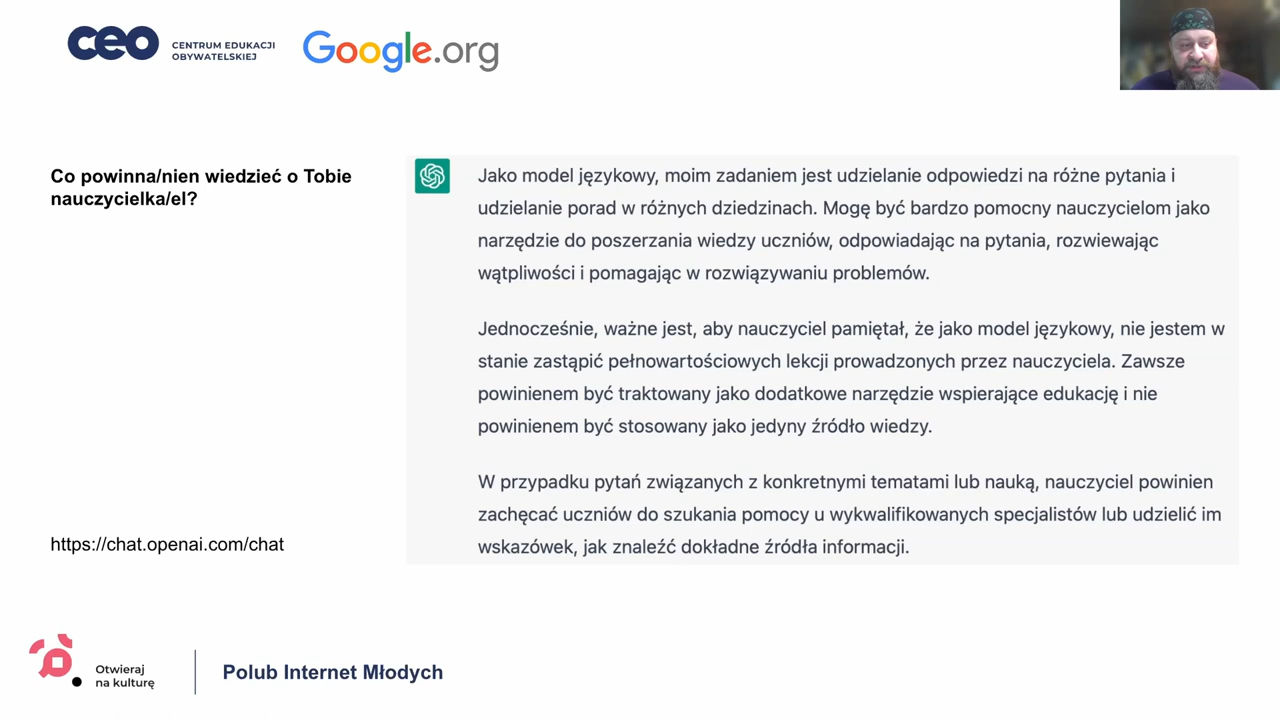 ceo
CENTRUM EDUKACJI
OBYWATELSKIEJ
Google.org
Co powinna/nien wiedzieć o Tobie
nauczycielka/el?
Jako model językowy, moim zadaniem jest udzielanie odpowiedzi na różne pytania i
udzielanie porad w różnych dziedzinach. Mogę być bardzo pomocny nauczycielom jako
narzędzie do poszerzania wiedzy uczniów, odpowiadając na pytania, rozwiewając
wątpliwości i pomagając w rozwiązywaniu problemów.
Jednocześnie, ważne jest, aby nauczyciel pamiętał, że jako model językowy, nie jestem w
stanie zastąpić pełnowartościowych lekcji prowadzonych przez nauczyciela. Zawsze
powinienem być traktowany jako dodatkowe narzędzie wspierające edukację i nie
powinienem być stosowany jako jedyny źródło wiedzy.
W przypadku pytań związanych z konkretnymi tematami lub nauką, nauczyciel powinien
zachęcać uczniów do szukania pomocy u wykwalifikowanych specjalistów lub udzielić im
wskazówek, jak znaleźć dokładne źródła informacji.
https://chat.openai.com/chat
Otwieraj
na kulturę
Polub Internet Młodych